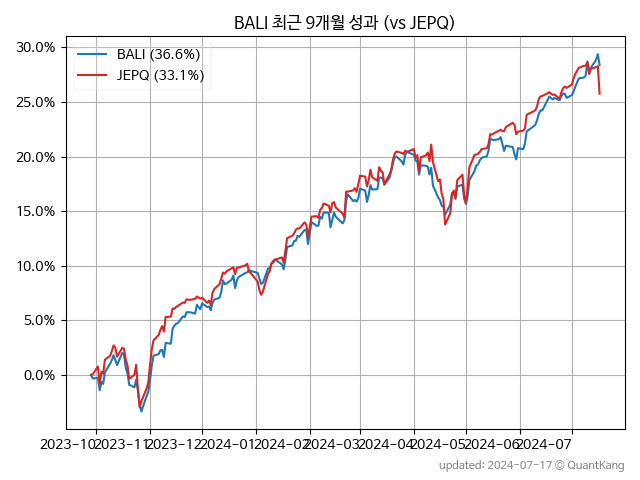 BALI 최근 9개월 성과 (vs JEPQ)
BALI (36.6%)
JEPQ (33.1%)
30.0%
25.0%
20.0%
15.0%
10.0%
5.0%
0.0%
2023-10 2023-11 2023-12 2024-01 2024-02 2024-03 2024-04 2024-05 2024-06 2024-07
updated: 2024-07-17 © QuantKang